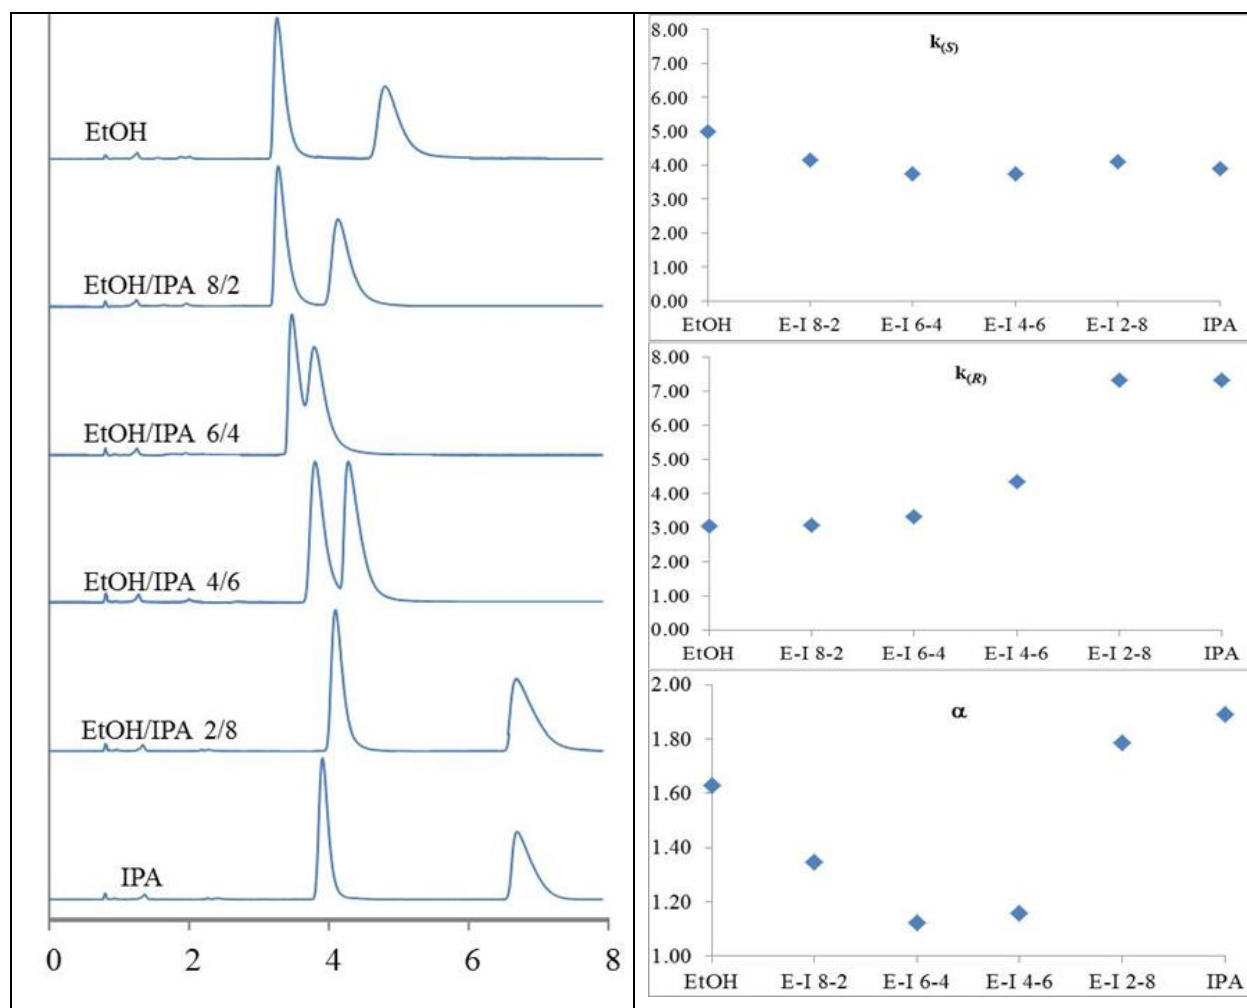 EtOH
EtOH/IPA 8/2
EtOH/IPA 6/4
EtOH/IPA 4/6
EtOH/IPA 2/8
IPA
0 2 4 6 8
k(S)
8.00
7.00
6.00
5.00
4.00
3.00
2.00
1.00
0.00
EtOH E-I 8-2 E-I 6-4 E-I 4-6 E-I 2-8 IPA
k(R)
8.00
7.00
6.00
5.00
4.00
3.00
2.00
1.00
0.00
EtOH E-I 8-2 E-I 6-4 E-I 4-6 E-I 2-8 IPA
α
2.00
1.80
1.60
1.40
1.20
1.00
EtOH E-I 8-2 E-I 6-4 E-I 4-6 E-I 2-8 IPA